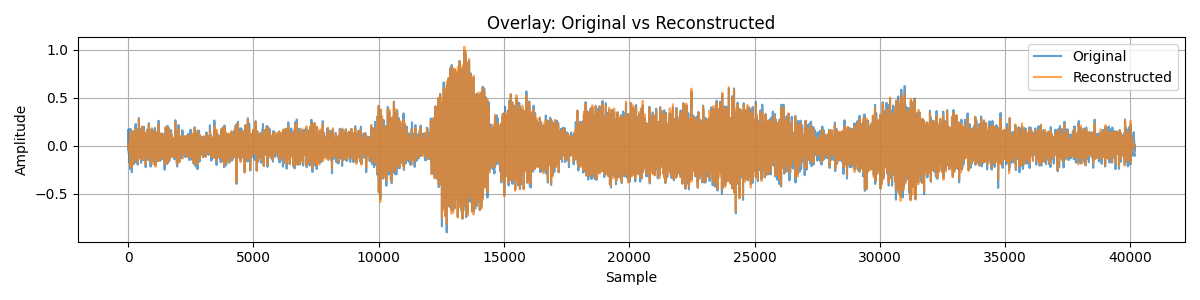 Overlay: Original vs Reconstructed
Original
Reconstructed
Amplitude
1.0
0.5
0.0
−0.5
0
5000
10000
15000
20000
25000
30000
35000
40000
Sample